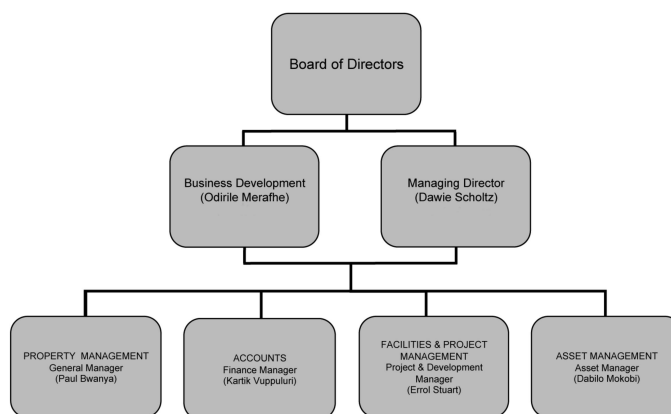 Board of Directors
Business Development
(Odirile Merafhe)
Managing Director
(Dawie Scholtz)
PROPERTY MANAGEMENT
General Manager
(Paul Bwanya)
ACCOUNTS
Finance Manager
(Kartik Vuppuluri)
FACILITIES & PROJECT
MANAGEMENT
Project & Development
Manager
(Errol Stuart)
ASSET MANAGEMENT
Asset Manager
(Dabilo Mokobi)